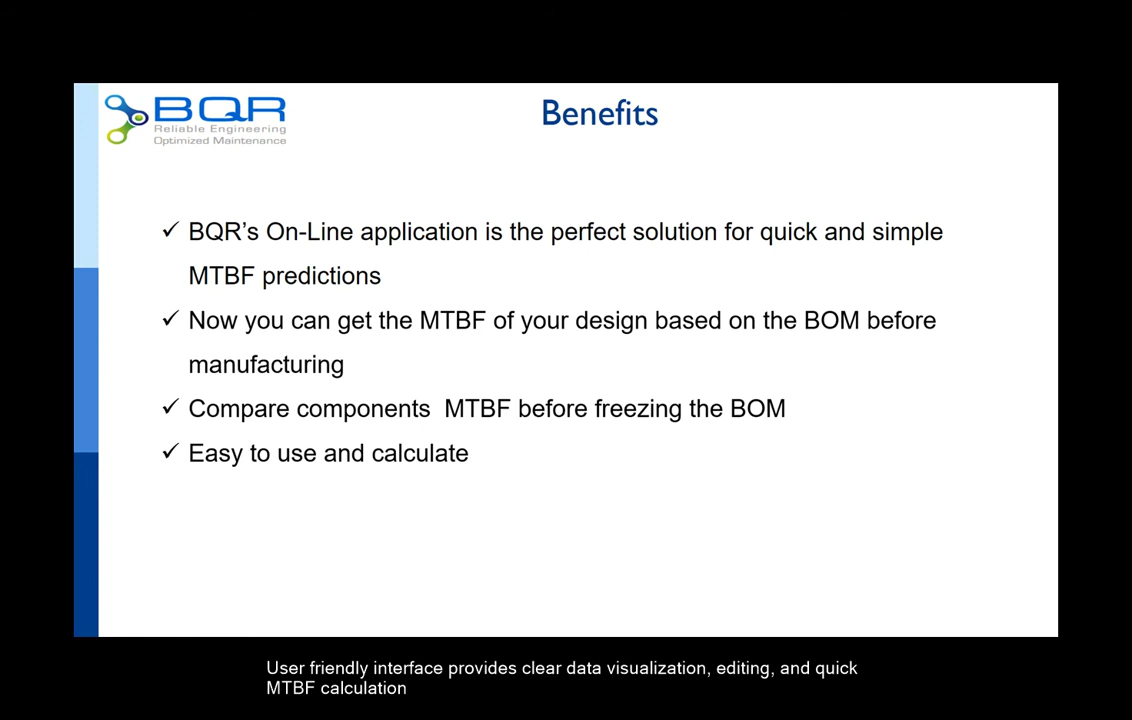 BQR
Reliable Engineering
Optimized Maintenance
Benefits
✓ BQR’s On-Line application is the perfect solution for quick and simple
MTBF predictions
✓ Now you can get the MTBF of your design based on the BOM before
manufacturing
✓ Compare components  MTBF before freezing the BOM
✓ Easy to use and calculate
User friendly interface provides clear data visualization, editing, and quick
MTBF calculation